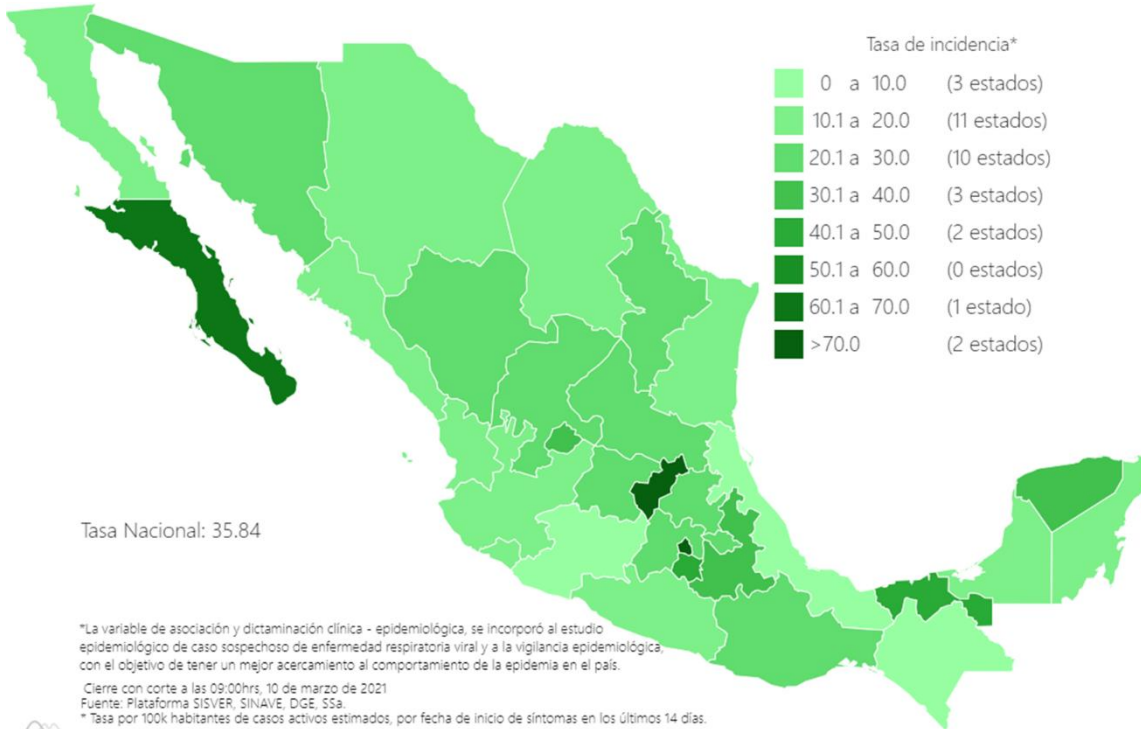 Tasa de incidencia*
0 a 10.0 (3 estados)
10.1 a 20.0 (11 estados)
20.1 a 30.0 (10 estados)
30.1 a 40.0 (3 estados)
40.1 a 50.0 (2 estados)
50.1 a 60.0 (0 estados)
60.1 a 70.0 (1 estado)
>70.0 (2 estados)
Tasa Nacional: 35.84
*La variable de asociación y dictaminación clínica - epidemiológica, se incorporó al estudio
epidemiológico de caso sospechoso de enfermedad respiratoria viral y a la vigilancia epidemiológica,
con el objetivo de tener un mejor acercamiento al comportamiento de la epidemia en el país.
Cierre con corte a las 09:00hrs, 10 de marzo de 2021
Fuente: Plataforma SISVER, SINAVE, DGE, SSa.
* Tasa por 100k habitantes de casos activos estimados, por fecha de inicio de síntomas en los últimos 14 días.